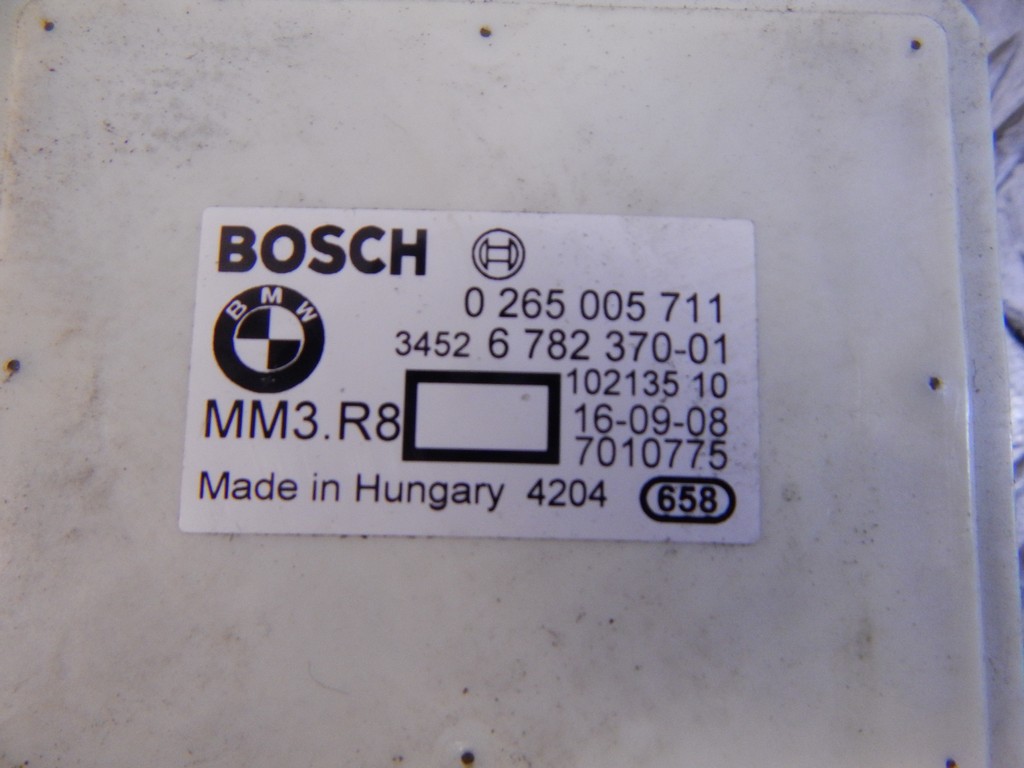 BOSCH
BMW
0 265 005 711
3452 6 782 370-01
102135 10
MM3.R8 16-09-08
7010775
Made in Hungary 4204 658